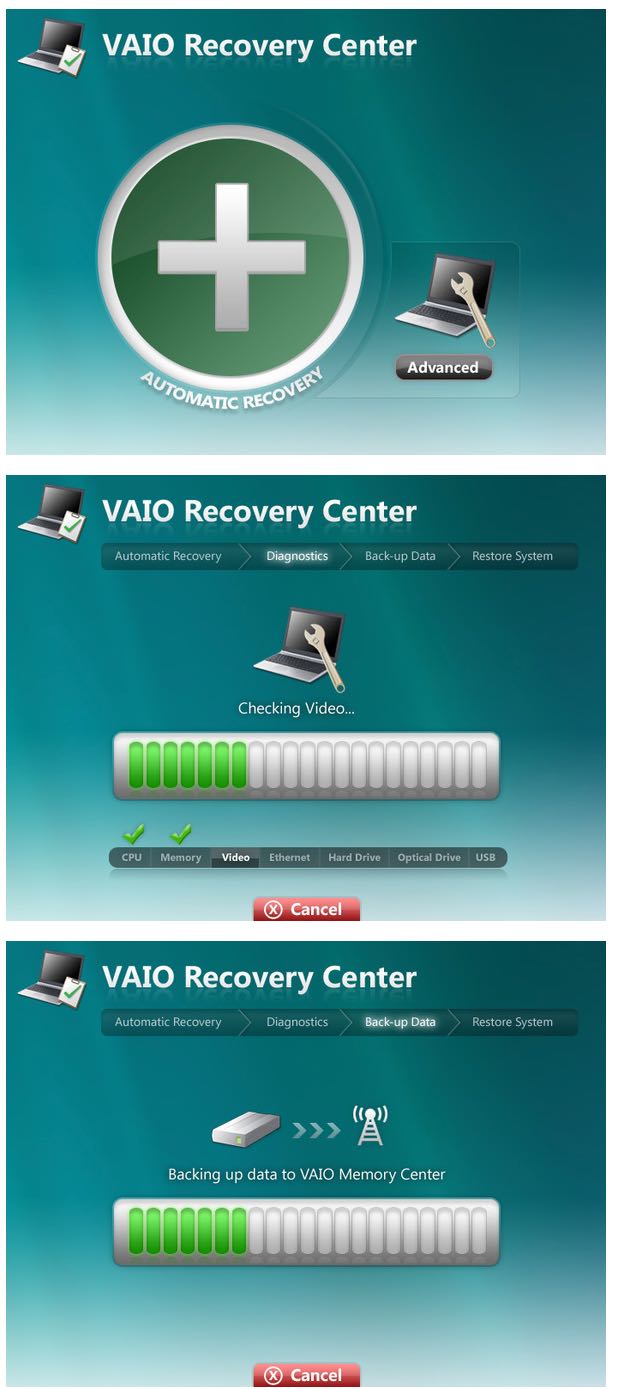 VAIO Recovery Center
AUTOMATIC RECOVERY
Advanced
VAIO Recovery Center
Automatic Recovery Diagnostics Back-up Data Restore System
Checking Video...
CPU Memory Video Ethernet Hard Drive Optical Drive USB
Cancel
VAIO Recovery Center
Automatic Recovery Diagnostics Back-up Data Restore System
Backing up data to VAIO Memory Center
Cancel